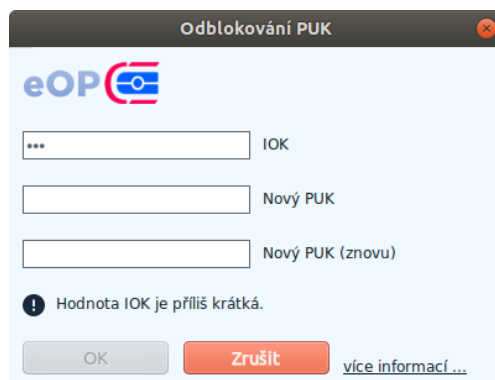 Odblokování PUK
eOP
••• IOK
Nový PUK
Nový PUK (znovu)
Hodnota IOK je příliš krátká.
OK Zrušit více informací ...